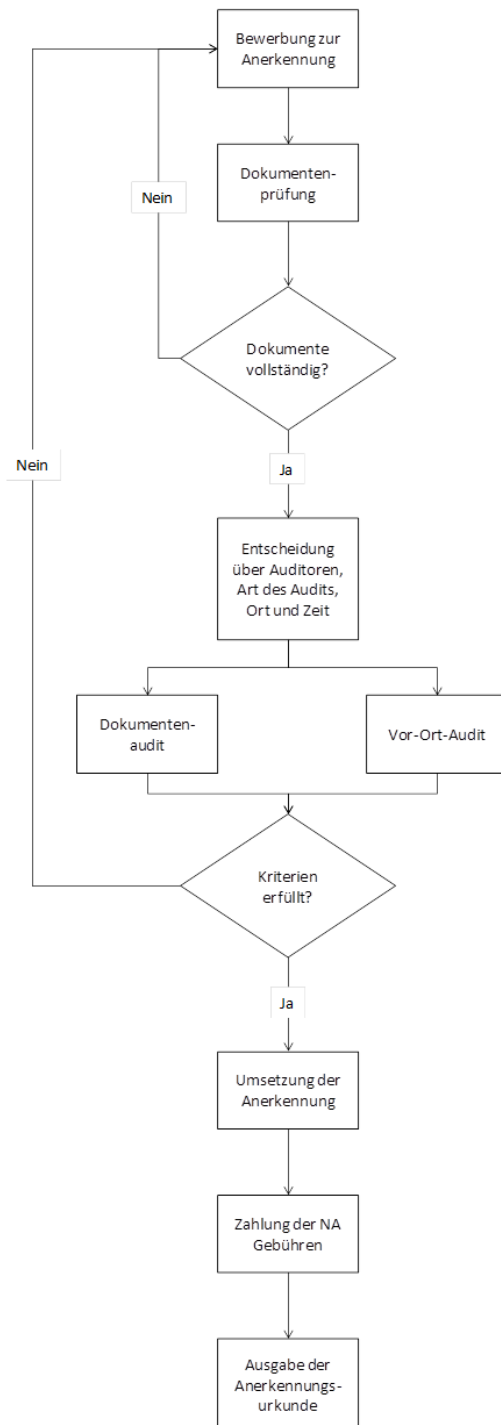 Bewerbung zur
Anerkennung
Dokumenten-
prüfung
Nein
Dokumente
vollständig?
Nein
Ja
Entscheidung
über Auditoren,
Art des Audits,
Ort und Zeit
Dokumenten-
audit
Vor-Ort-Audit
Kriterien
erfüllt?
Ja
Umsetzung der
Anerkennung
Zahlung der NA
Gebühren
Ausgabe der
Anerkennungs-
urkunde